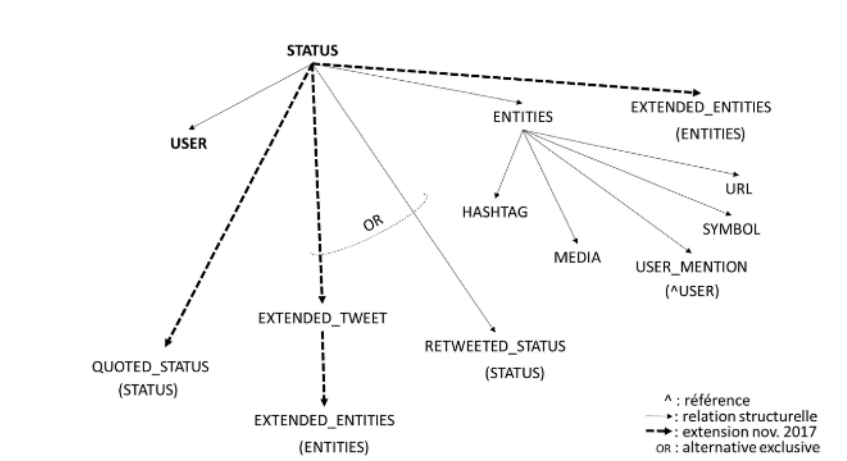 STATUS
EXTENDED_ENTITIES
(ENTITIES)
ENTITIES
USER
URL
HASHTAG
SYMBOL
OR
MEDIA
USER_MENTION
(^USER)
EXTENDED_TWEET
RETWEETED_STATUS
(STATUS)
QUOTED_STATUS
(STATUS)
EXTENDED_ENTITIES
(ENTITIES)
^ : référence
: relation structurelle
: extension nov. 2017
OR : alternative exclusive